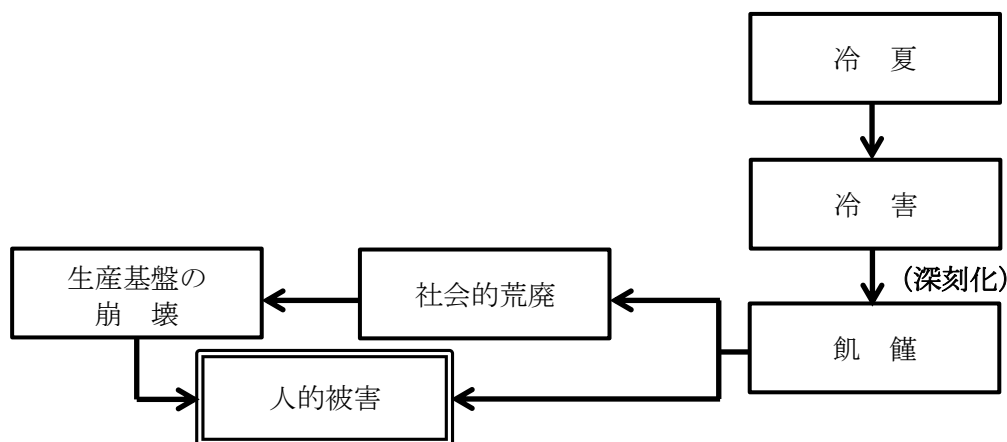 冷　夏
冷　害
(深刻化)
飢　饉
社会的荒廃
生産基盤の
崩　壊
人的被害